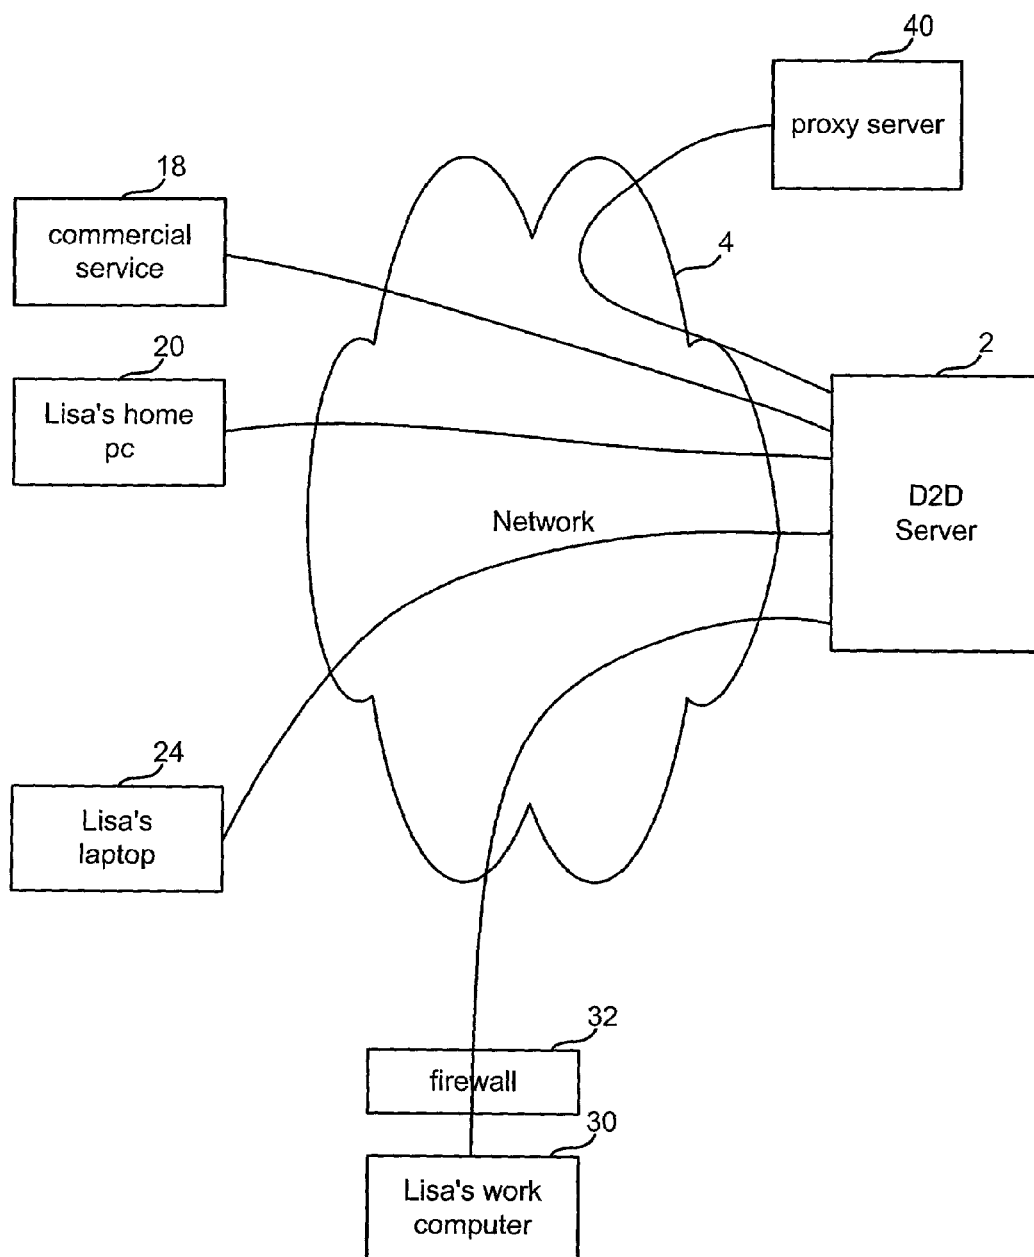 40
proxy server
18
commercial
service
4
20
Lisa's home
pc
2
D2D
Server
Network
24
Lisa's
laptop
32
firewall
30
Lisa's work
computer